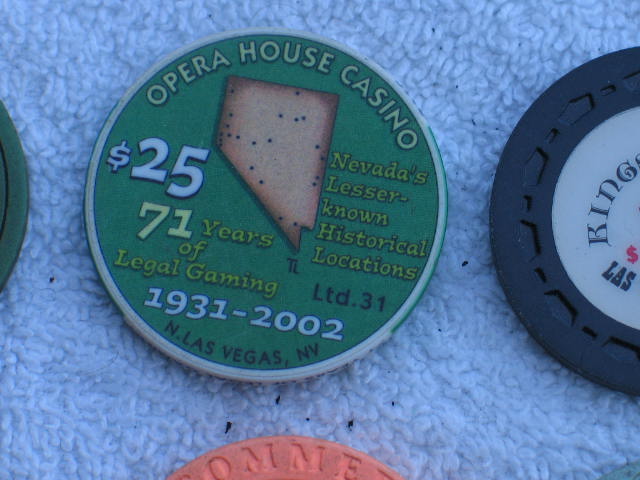 OPERA HOUSE CASINO
$25
Nevada's
Lesser-
known
Historical
Locations
71 Years
of
Legal Gaming
TL
Ltd.31
1931-2002
N.LAS VEGAS, NV
$
LAS